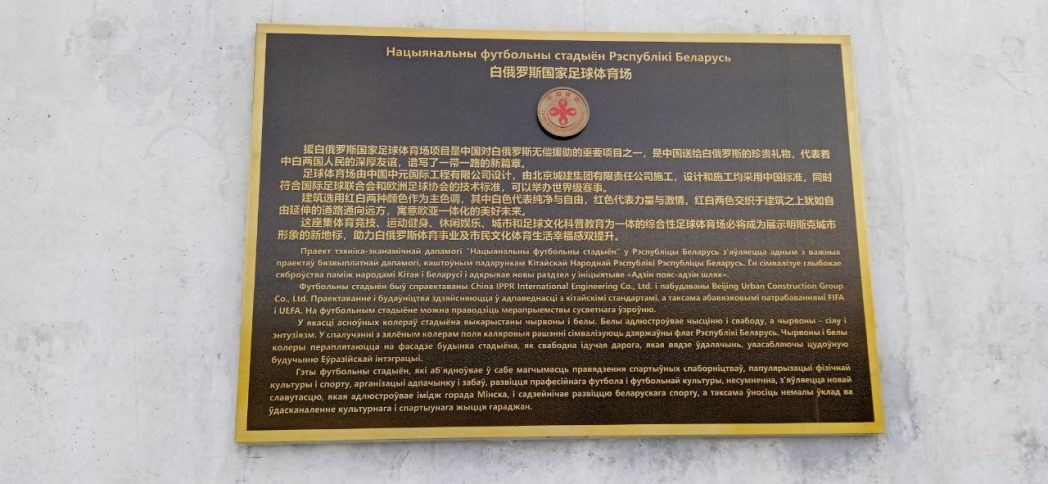 Нацыянальны футбольны стадыён Рэспублікі Беларусь
白俄罗斯国家足球体育场
援白俄罗斯国家足球体育场项目是中国对白俄罗斯无偿援助的重要项目之一，是中国送给白俄罗斯的珍贵礼物，代表着
中白两国人民的深厚友谊，谱写了一带一路的新篇章。
足球体育场由中国中元国际工程有限公司设计，由北京城建集团有限责任公司施工，设计和施工均采用中国标准，同时
符合国际足球联合会和欧洲足球协会的技术标准，可以举办世界级赛事。
建筑选用红白两种颜色作为主色调，其中白色代表纯净与自由，红色代表力量与激情，红白两色交织于建筑之上犹如自
由延伸的道路通向远方，寓意欧亚一体化的美好未来。
这座集体育竞技、运动健身、休闲娱乐、城市和足球文化科普教育为一体的综合性足球体育场必将成为展示明斯克城市
形象的新地标，助力白俄罗斯体育事业及市民文化体育生活幸福感双提升。
Праект тэхніка-эканамічнай дапамогі "Нацыянальны футбольны стадыён" у Рэспубліцы Беларусь з'яўляецца адным з важных
праектаў бязвыплатнай дапамогі, каштоўным падарункам Кітайскай Народнай Рэспублікі Рэспубліцы Беларусь. Ён сімвалізуе глыбокае
сяброўства паміж народамі Кітая і Беларусі і адкрывае новы раздзел у ініцыятыве «Адзін пояс-адзін шлях».
Футбольны стадыён быў спраектаваны China IPPR International Engineering Co., Ltd. і пабудаваны Beijing Urban Construction Group
Co., Ltd. Праектаванне і будаўніцтва здзяйсняюцца ў адпаведнасці з кітайскімі стандартамі, а таксама абавязковымі патрабаваннямі FIFA
і UEFA. На футбольным стадыёне можна праводзіць мерапрыемствы сусветнага ўзроўню.
У якасці асноўных колераў стадыёна выкарыстаны чырвоны і белы. Белы адлюстроўвае чысціню і свабоду, а чырвоны - сілу і
энтузіязм. У спалучэнні з зялёным колерам поля каляровыя рашэнні сімвалізуюць дзяржаўны флаг Рэспублікі Беларусь. Чырвоны і белы
колеры пераплятаюцца на фасадзе будынка стадыёна, як свабодна ідучая дарога, якая вядзе ўдалячынь, увасабляючы цудоўную
будучыню Еўразійскай інтэграцыі.
Гэты футбольны стадыён, які аб'ядноўвае ў сабе магчымасць правядзення спартыўных спаборніцтваў, папулярызацыі фізічнай
культуры і спорту, арганізацыі адпачынку і забаў, развіцця прафесійнага футбола і футбольнай культуры, несумненна, з'яўляецца новай
славутасцю, якая адлюстроўвае імідж горада Мінска, і садзейнічае развіццю беларускага спорту, а таксама ўносіць немалы ўклад ва
ўдасканаленне культурнага і спартыўнага жыцця гараджан.